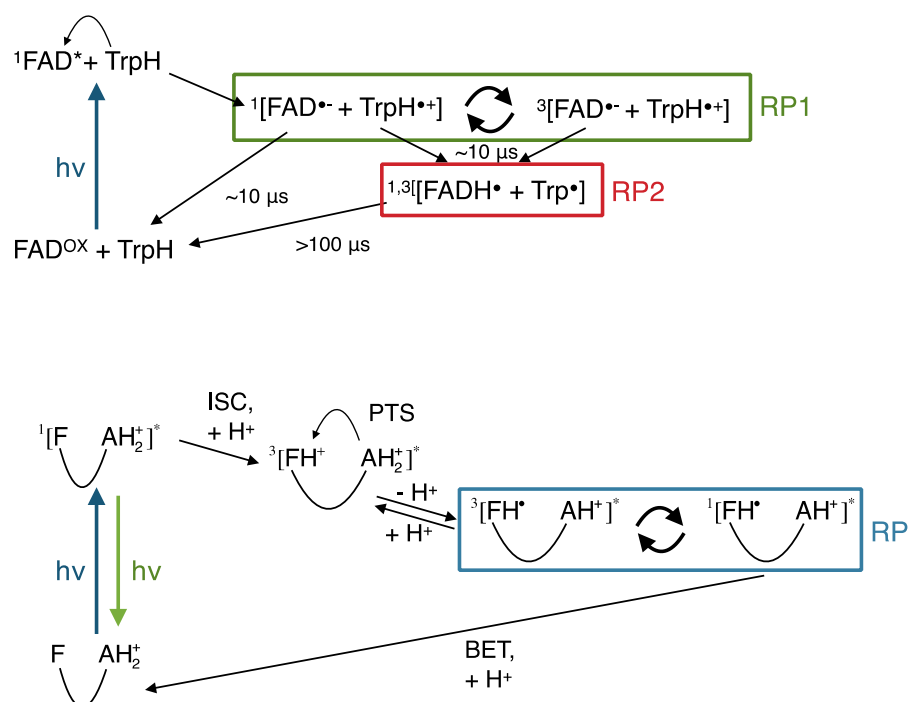 ¹FAD* + TrpH
¹[FAD•- + TrpH•+] ³[FAD•- + TrpH•+] RP1
hν
~10 µs
~10 µs
¹,³[[FADH• + Trp•] RP2
FADᴼˣ + TrpH
>100 µs
ISC,
+ H⁺
PTS
¹[F AH₂⁺]*
³[FH⁺ AH₂⁺]*
- H⁺
+ H⁺
³[FH• AH⁺]* ¹[FH• AH⁺]* RP
hν hν
F AH₂⁺
BET,
+ H⁺